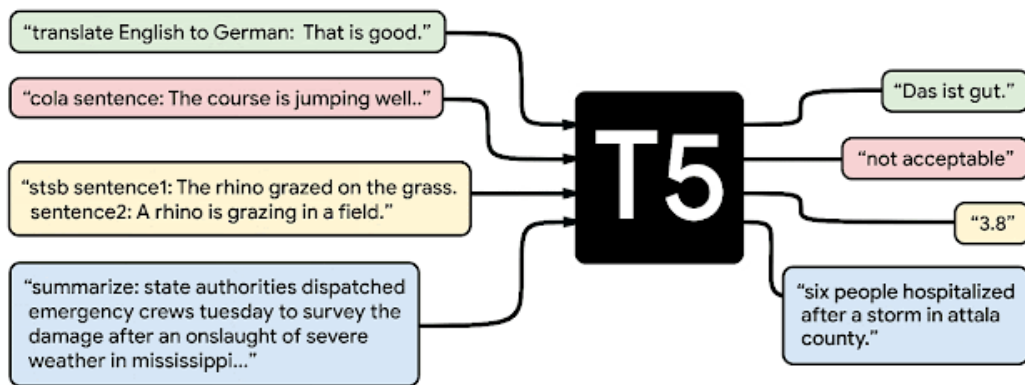 “translate English to German: That is good.”
“cola sentence: The course is jumping well..”
“stsb sentence1: The rhino grazed on the grass.
sentence2: A rhino is grazing in a field.”
“summarize: state authorities dispatched
emergency crews tuesday to survey the
damage after an onslaught of severe
weather in mississippi...”
T5
“Das ist gut.”
“not acceptable”
“3.8”
“six people hospitalized
after a storm in attala
county.”